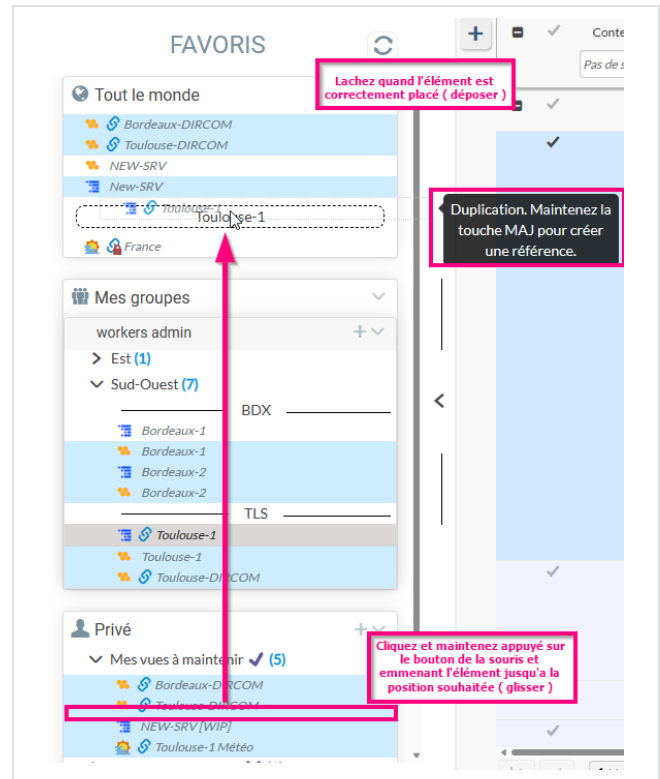 FAVORIS
Conte
Pas de s
Lachez quand l'élément est
correctement placé ( déposer )
Tout le monde
Bordeaux-DIRCOM
Toulouse-DIRCOM
NEW-SRV
New-SRV
Toulouse-1
Toulouse-1
France
Duplication. Maintenez la
touche MAJ pour créer
une référence.
Mes groupes
workers admin
Est (1)
Sud-Ouest (7)
BDX
Bordeaux-1
Bordeaux-1
Bordeaux-2
Bordeaux-2
TLS
Toulouse-1
Toulouse-1
Toulouse-DIRCOM
Privé
Cliquez et maintenez appuyé sur
le bouton de la souris et
emmenant l'élément jusqu'a la
position souhaitée ( glisser )
Mes vues à maintenir (5)
Bordeaux-DIRCOM
Toulouse-DIRCOM
NEW-SRV [WIP]
Toulouse-1 Météo